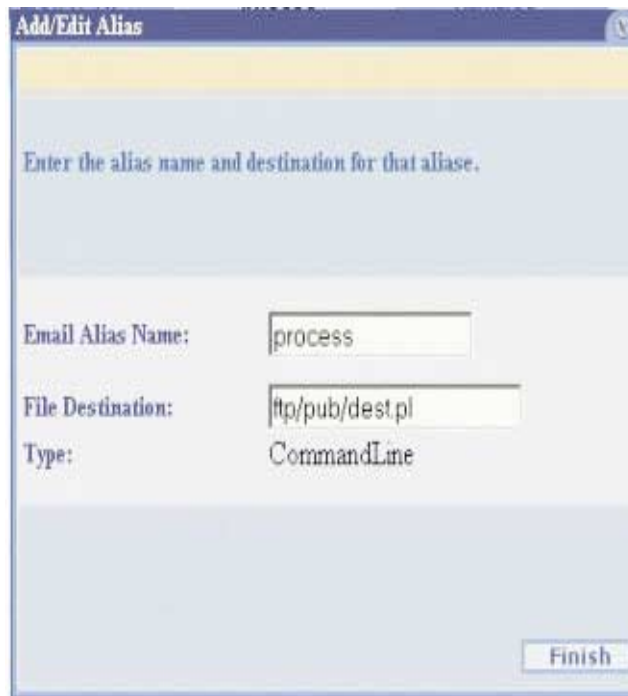 Add/Edit Alias
Enter the alias name and destination for that aliase.
Email Alias Name:
process
File Destination:
ftp/pub/dest.pl
Type:
CommandLine
Finish